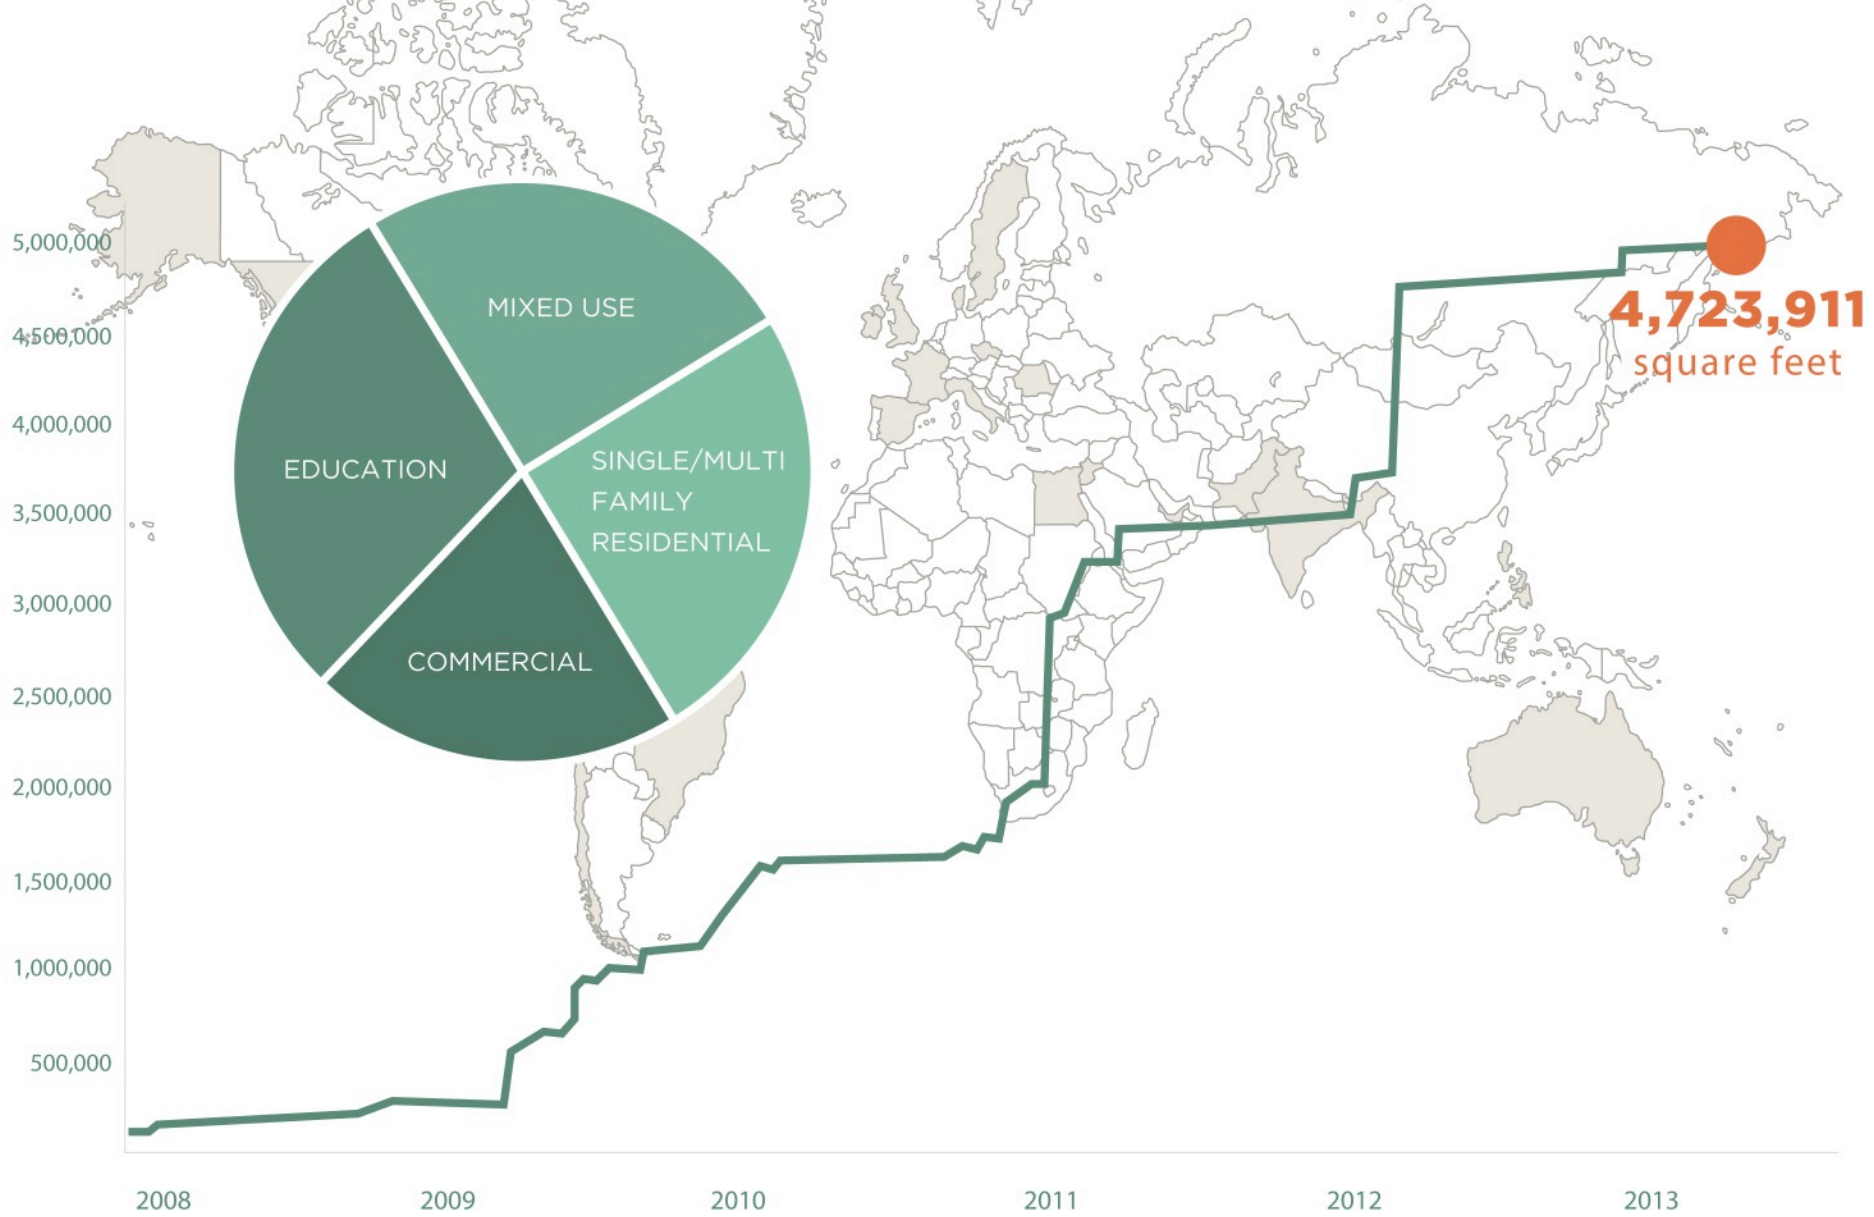 MIXED USE
EDUCATION
SINGLE/MULTI
FAMILY
RESIDENTIAL
COMMERCIAL
5,000,000
4,500,000
4,000,000
3,500,000
3,000,000
2,500,000
2,000,000
1,500,000
1,000,000
500,000
4,723,911
square feet
2008
2009
2010
2011
2012
2013